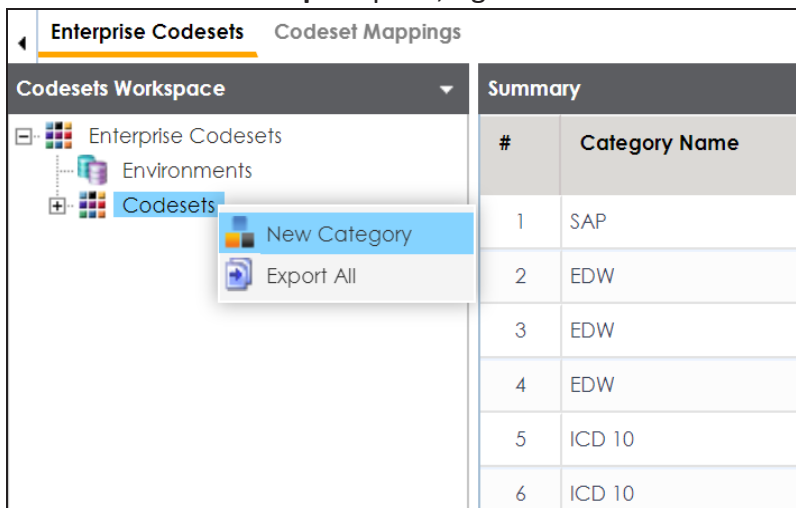 Enterprise Codesets Codeset Mappings
Codesets Workspace
Enterprise Codesets
Environments
Codesets
New Category
Export All
Summary
# Category Name
1 SAP
2 EDW
3 EDW
4 EDW
5 ICD 10
6 ICD 10